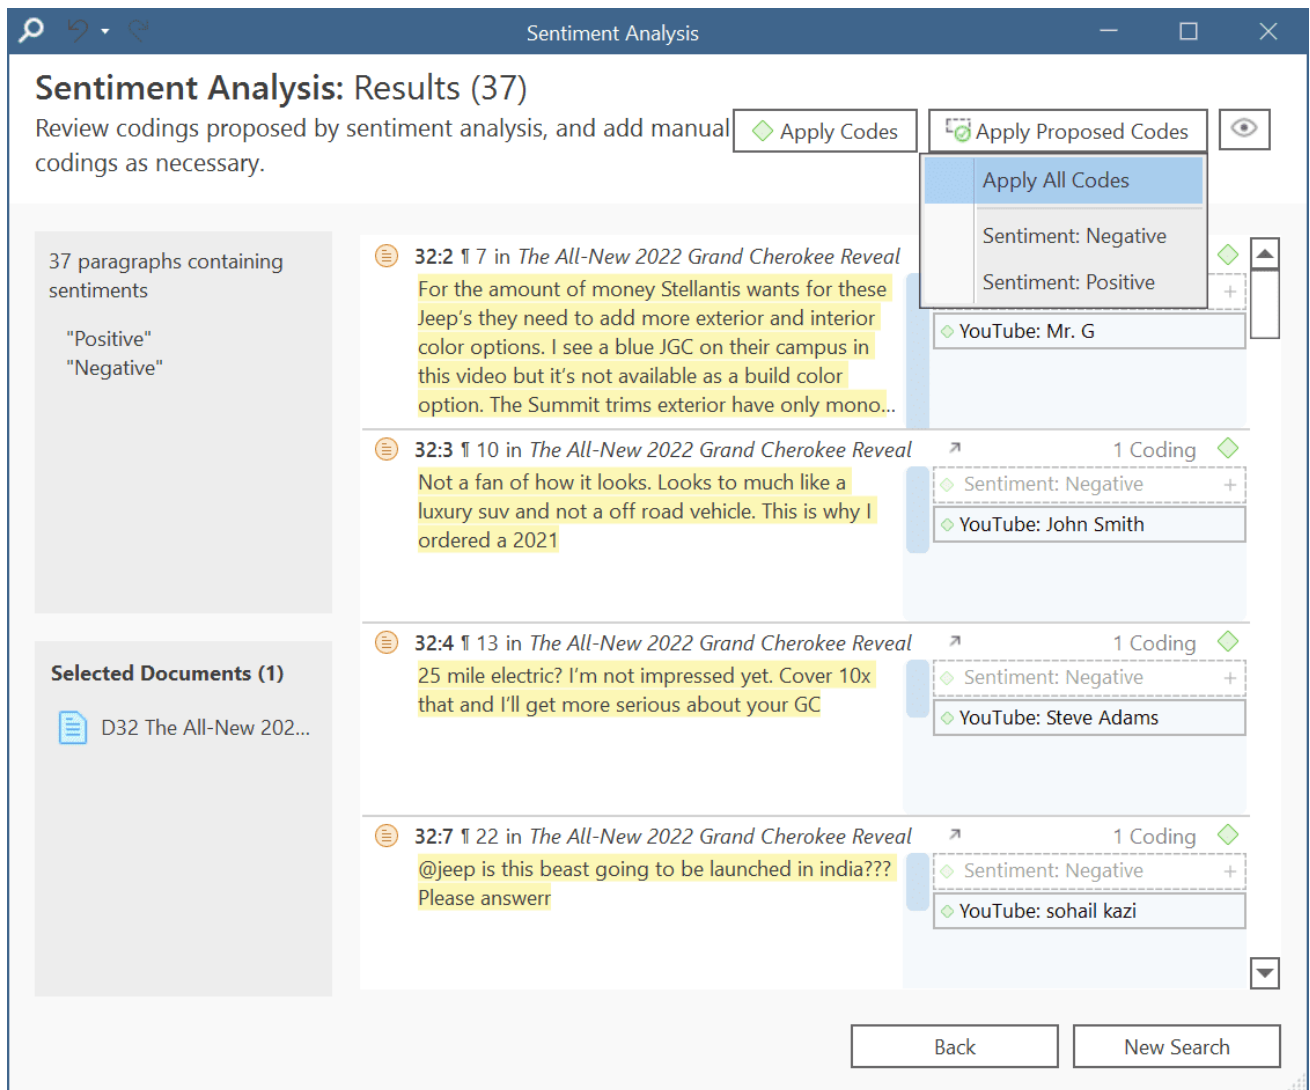 Sentiment Analysis
Sentiment Analysis: Results (37)
Review codings proposed by sentiment analysis, and add manual
codings as necessary.
Apply Codes
Apply Proposed Codes
Apply All Codes
Sentiment: Negative
Sentiment: Positive
37 paragraphs containing
sentiments
"Positive"
"Negative"
Selected Documents (1)
D32 The All-New 202...
32:2 ¶ 7 in The All-New 2022 Grand Cherokee Reveal
For the amount of money Stellantis wants for these
Jeep's they need to add more exterior and interior
color options. I see a blue JGC on their campus in
this video but it's not available as a build color
option. The Summit trims exterior have only mono...
+
YouTube: Mr. G
32:3 ¶ 10 in The All-New 2022 Grand Cherokee Reveal
1 Coding
Not a fan of how it looks. Looks to much like a
luxury suv and not a off road vehicle. This is why I
ordered a 2021
Sentiment: Negative +
YouTube: John Smith
32:4 ¶ 13 in The All-New 2022 Grand Cherokee Reveal
1 Coding
25 mile electric? I'm not impressed yet. Cover 10x
that and I'll get more serious about your GC
Sentiment: Negative +
YouTube: Steve Adams
32:7 ¶ 22 in The All-New 2022 Grand Cherokee Reveal
1 Coding
@jeep is this beast going to be launched in india???
Please answerr
Sentiment: Negative +
YouTube: sohail kazi
Back
New Search